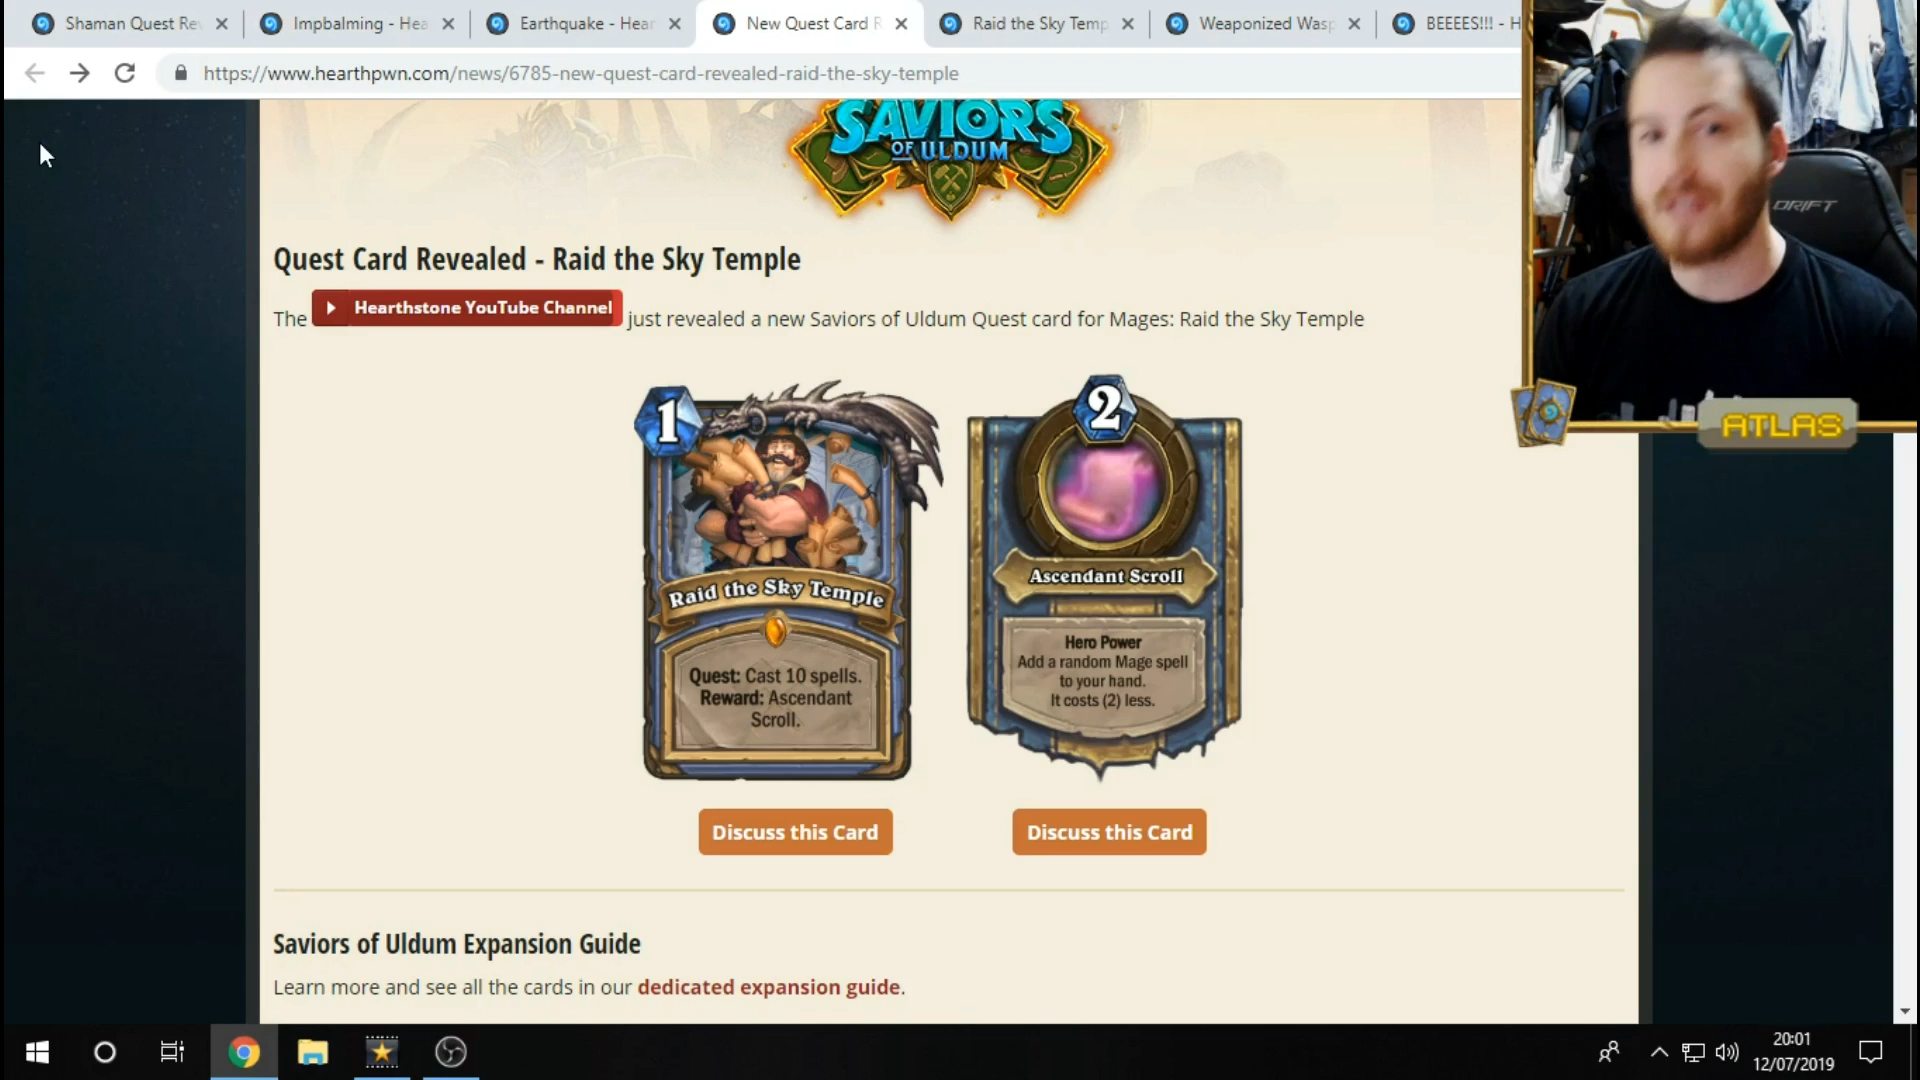 Shaman Quest Rev
Impbalming - Hea
Earthquake - Hear
New Quest Card R
Raid the Sky Temp
Weaponized Wasp
BEEEES!!! - H
https://www.hearthpwn.com/news/6785-new-quest-card-revealed-raid-the-sky-temple
SAVIORS
OF ULDUM
DRIFT
ATLAS
Quest Card Revealed - Raid the Sky Temple
The Hearthstone YouTube Channel just revealed a new Saviors of Uldum Quest card for Mages: Raid the Sky Temple
1
Raid the Sky Temple
Quest: Cast 10 spells.
Reward: Ascendant
Scroll.
2
Ascendant Scroll
Hero Power
Add a random Mage spell
to your hand.
It costs (2) less.
Discuss this Card
Discuss this Card
Saviors of Uldum Expansion Guide
Learn more and see all the cards in our dedicated expansion guide.
20:01
12/07/2019